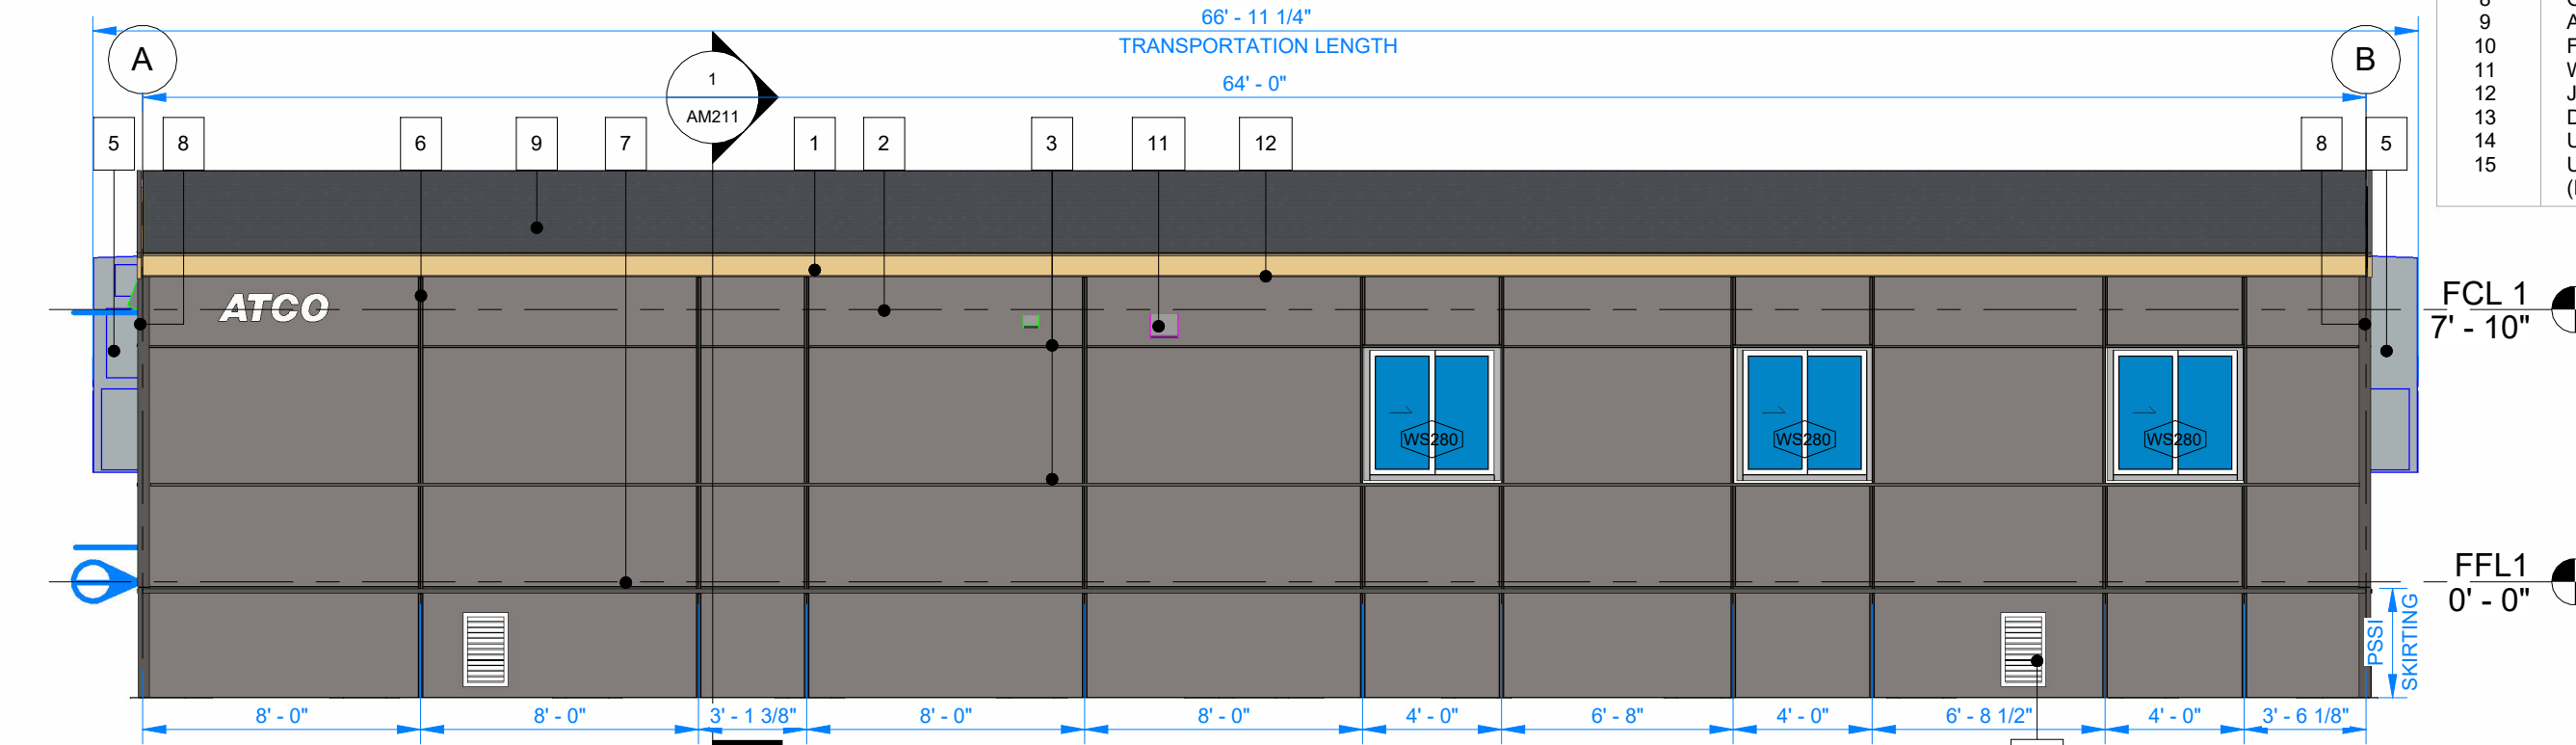 66' - 11 1/4"
TRANSPORTATION LENGTH
64' - 0"
A
B
1
AM211
5
8
6
9
7
1
2
3
11
12
8
5
9
10
11
12
13
14
15
ATCO
FCL 1
7' - 10"
WS280
WS280
WS280
FFL1
0' - 0"
PSSI
SKIRTING
8' - 0"
8' - 0"
3' - 1 3/8"
8' - 0"
8' - 0"
4' - 0"
6' - 8"
4' - 0"
6' - 8 1/2"
4' - 0"
3' - 6 1/8"